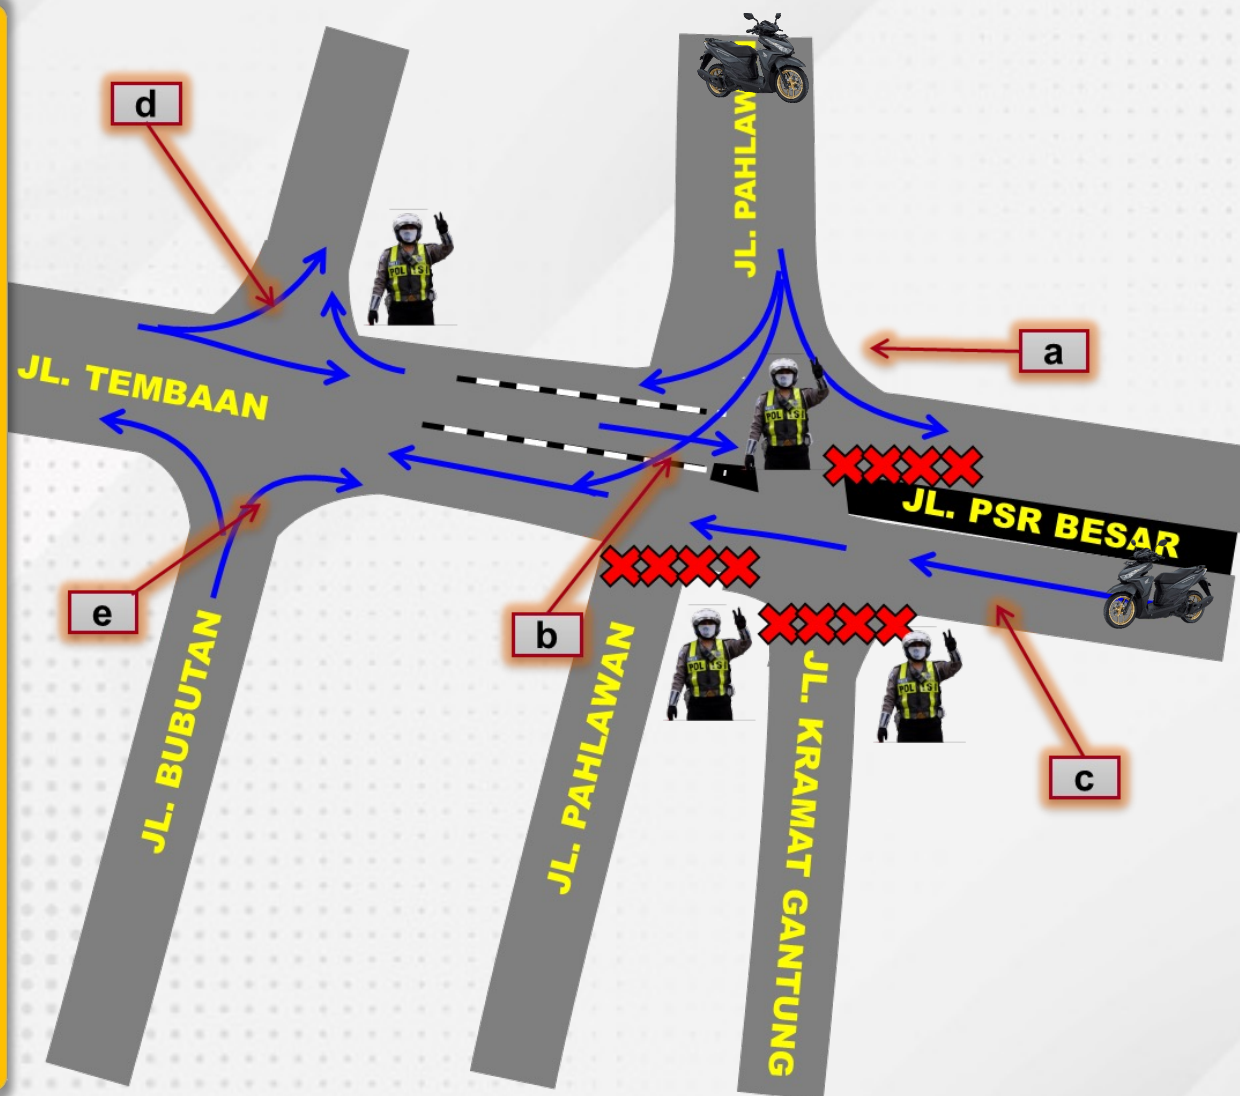 d
JL. PAHLAW
a
JL. TEMBAAN
JL. PSR BESAR
e
b
JL. BUBUTAN
JL. PAHLAWAN
JL. KRAMAT GANTUNG
c